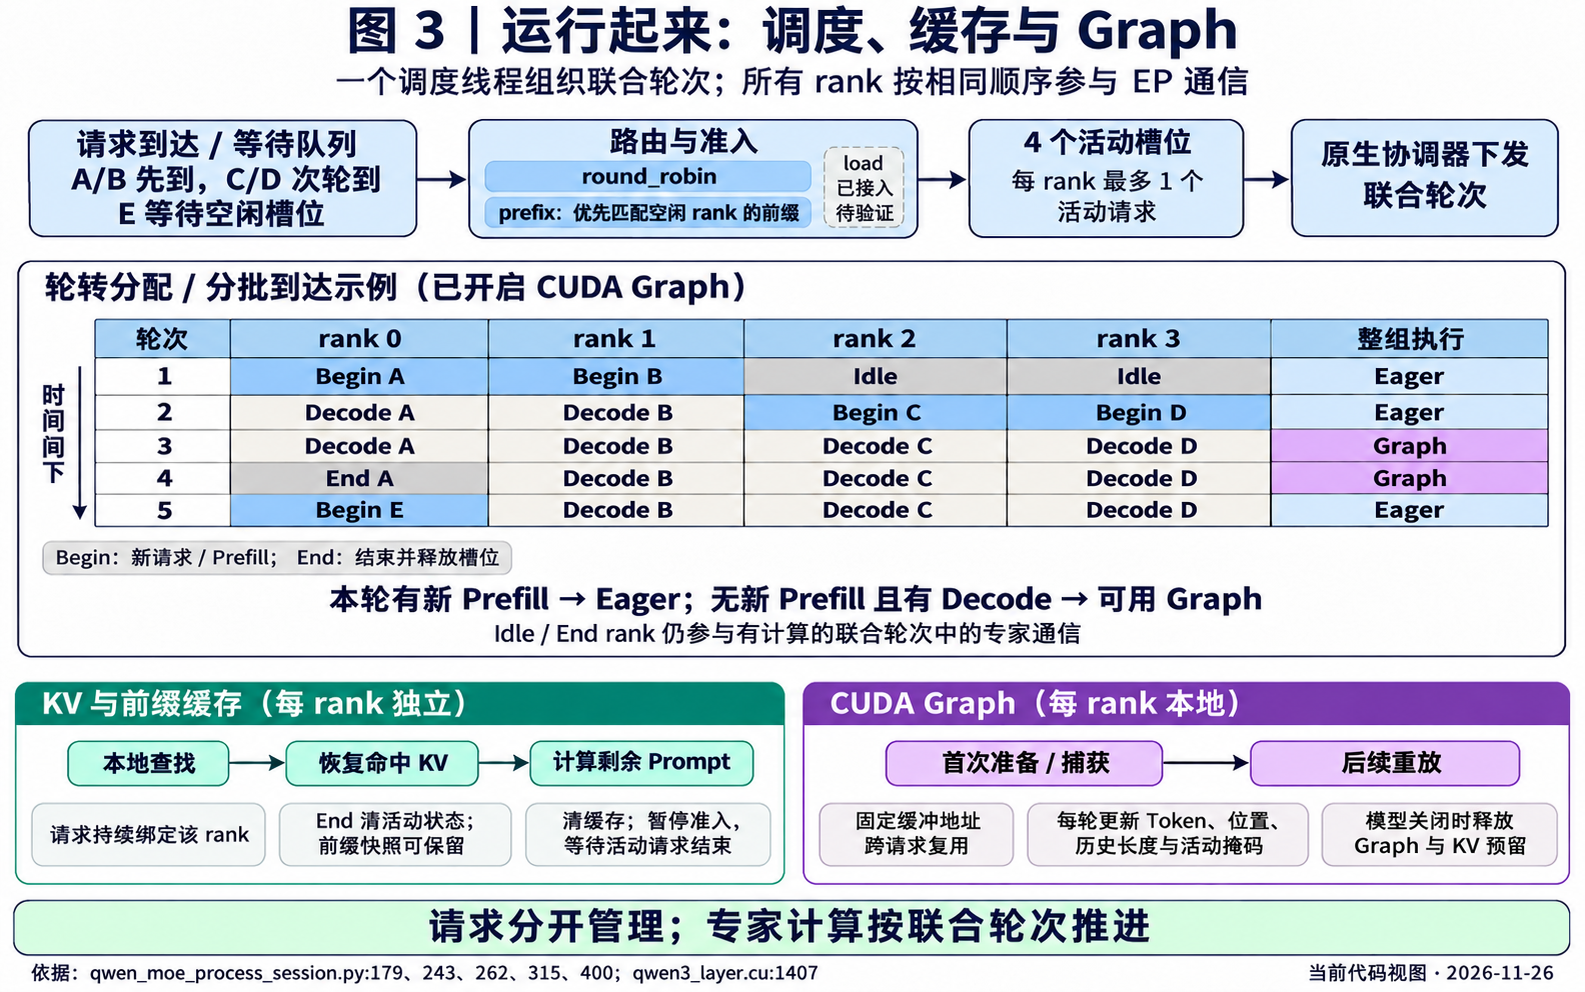 图 3｜运行起来：调度、缓存与 Graph
一个调度线程组织联合轮次；所有 rank 按相同顺序参与 EP 通信
请求到达 / 等待队列
A/B 先到，C/D 次轮到
E 等待空闲槽位
路由与准入
round_robin
prefix：优先匹配空闲 rank 的前缀
load
已接入
待验证
4 个活动槽位
每 rank 最多 1 个
活动请求
原生协调器下发
联合轮次
轮转分配 / 分批到达示例（已开启 CUDA Graph）
时间间下
轮次 rank 0 rank 1 rank 2 rank 3 整组执行
1 Begin A Begin B Idle Idle Eager
2 Decode A Decode B Begin C Begin D Eager
3 Decode A Decode B Decode C Decode D Graph
4 End A Decode B Decode C Decode D Graph
5 Begin E Decode B Decode C Decode D Eager
Begin：新请求 / Prefill； End：结束并释放槽位
本轮有新 Prefill → Eager；无新 Prefill 且有 Decode → 可用 Graph
Idle / End rank 仍参与有计算的联合轮次中的专家通信
KV 与前缀缓存（每 rank 独立）
本地查找
恢复命中 KV
计算剩余 Prompt
请求持续绑定该 rank
End 清活动状态；
前缀快照可保留
清缓存；暂停准入，
等待活动请求结束
CUDA Graph（每 rank 本地）
首次准备 / 捕获
后续重放
固定缓冲地址
跨请求复用
每轮更新 Token、位置、
历史长度与活动掩码
模型关闭时释放
Graph 与 KV 预留
请求分开管理；专家计算按联合轮次推进
依据：qwen_moe_process_session.py:179、243、262、315、400；qwen3_layer.cu:1407
当前代码视图 · 2026-11-26